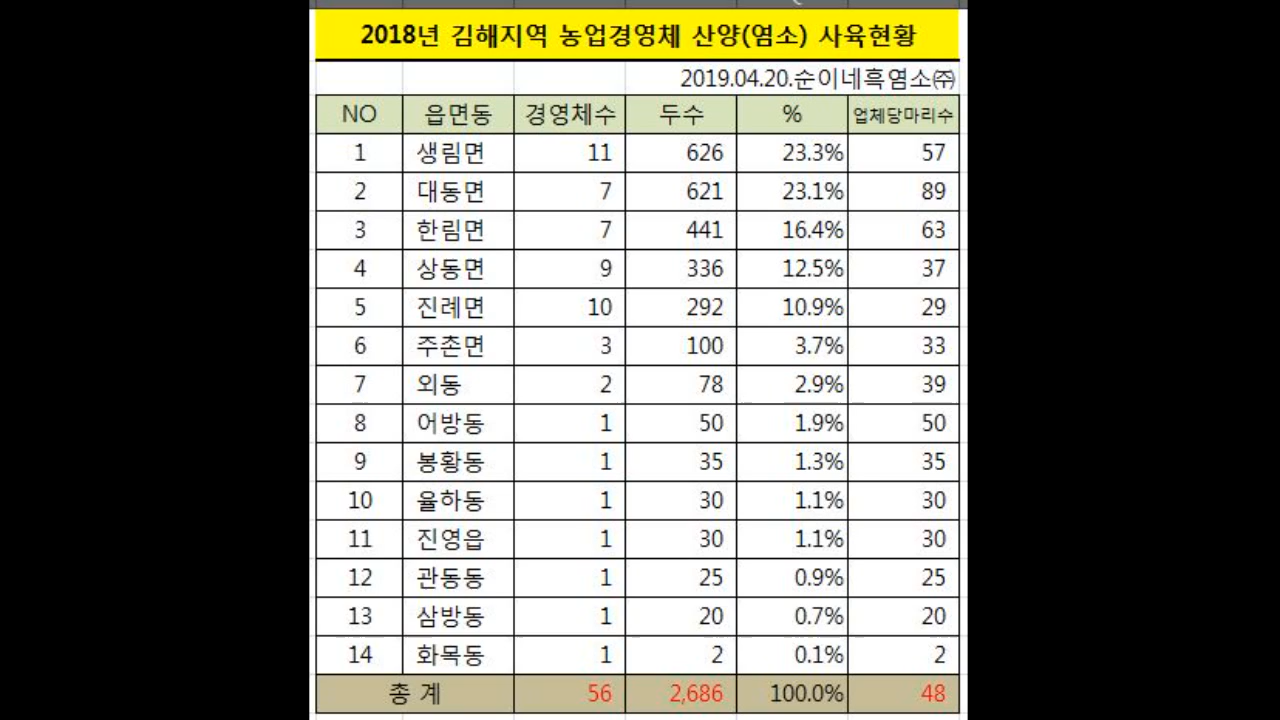 2018년 김해지역 농업경영체 산양(염소) 사육현황
2019.04.20.순이네흑염소㈜
NO 읍면동 경영체수 두수 % 업체당마리수
1 생림면 11 626 23.3% 57
2 대동면 7 621 23.1% 89
3 한림면 7 441 16.4% 63
4 상동면 9 336 12.5% 37
5 진례면 10 292 10.9% 29
6 주촌면 3 100 3.7% 33
7 외동 2 78 2.9% 39
8 어방동 1 50 1.9% 50
9 봉황동 1 35 1.3% 35
10 율하동 1 30 1.1% 30
11 진영읍 1 30 1.1% 30
12 관동동 1 25 0.9% 25
13 삼방동 1 20 0.7% 20
14 화목동 1 2 0.1% 2
총 계 56 2,686 100.0% 48